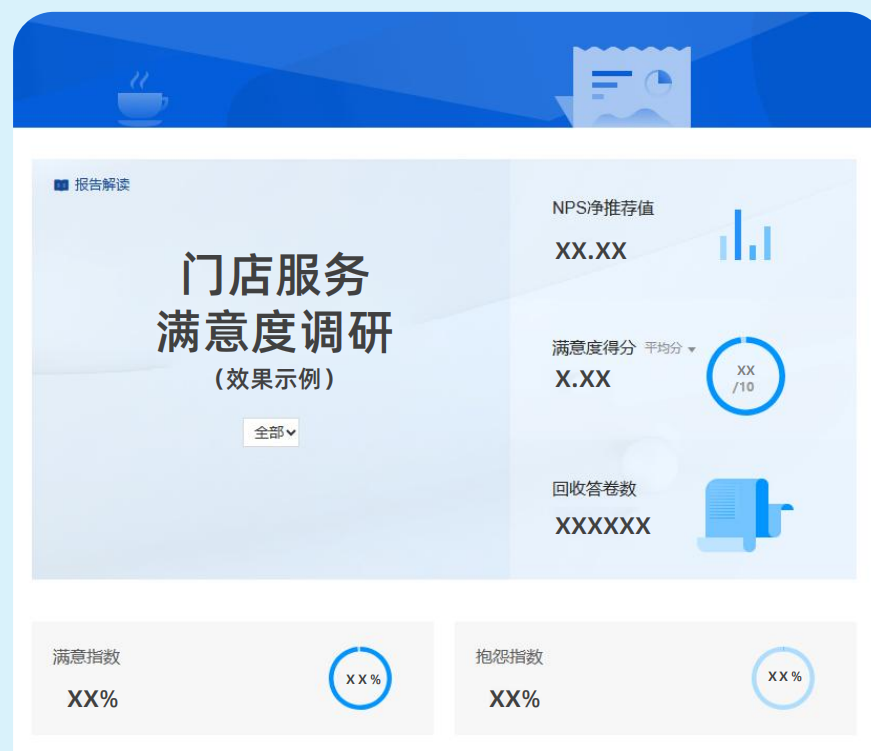 报告解读
门店服务
满意度调研
(效果示例)
全部
NPS净推荐值
XX.XX
满意度得分 平均分
X.XX
XX
/10
回收答卷数
XXXXXX
满意指数
XX%
XX%
抱怨指数
XX%
XX%